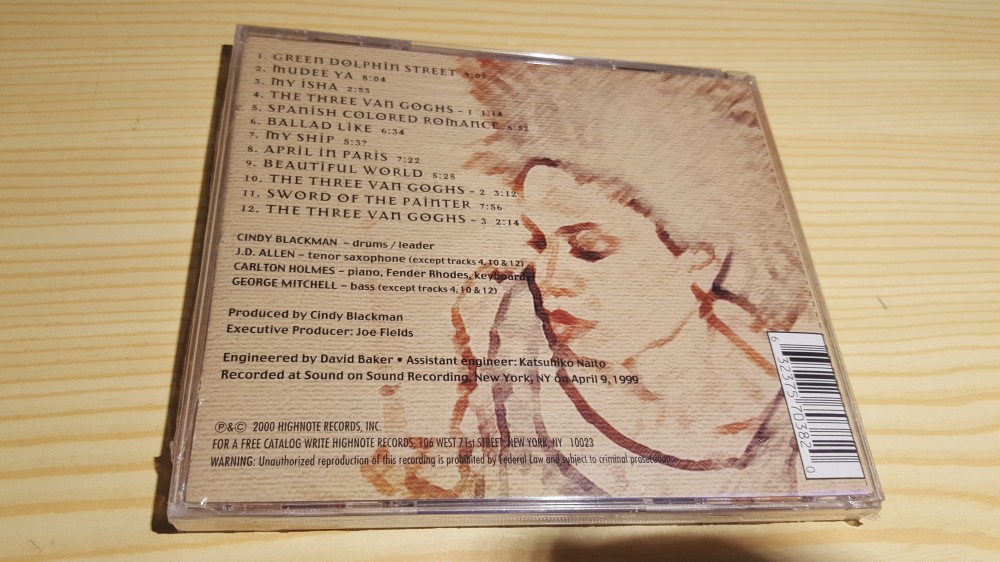 1. GREEN DOLPHIN STREET 5:05
2. MUDEE YA 8:04
3. MY ISHA 2:53
4. THE THREE VAN GOGHS - 1 1:14
5. SPANISH COLORED ROMANCE 6:52
6. BALLAD LIKE 6:34
7. MY SHIP 5:37
8. APRIL IN PARIS 7:22
9. BEAUTIFUL WORLD 5:25
10. THE THREE VAN GOGHS - 2 3:12
11. SWORD OF THE PAINTER 7:56
12. THE THREE VAN GOGHS - 3 2:14
CINDY BLACKMAN – drums / leader
J.D. ALLEN – tenor saxophone (except tracks 4, 10 & 12)
CARLTON HOLMES – piano, Fender Rhodes, keyboards
GEORGE MITCHELL – bass (except tracks 4, 10 & 12)
Produced by Cindy Blackman
Executive Producer: Joe Fields
Engineered by David Baker • Assistant engineer: Katsuhiko Naito
Recorded at Sound on Sound Recording, New York, NY on April 9, 1999
℗&© 2000 HIGHNOTE RECORDS, INC.
FOR A FREE CATALOG WRITE HIGHNOTE RECORDS, 106 WEST 71st STREET, NEW YORK, NY 10023
WARNING: Unauthorized reproduction of this recording is prohibited by Federal Law and subject to criminal prosecution.
6 32375 70382 0